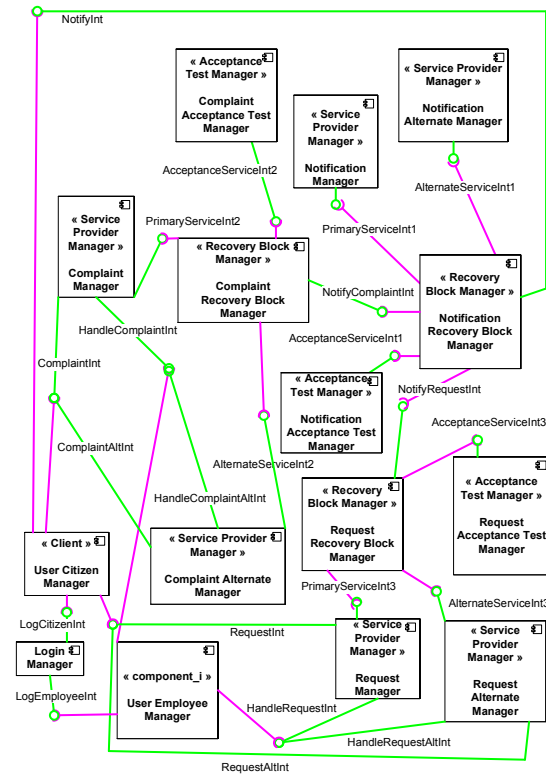 NotifyInt
« Acceptance
Test Manager »
Complaint
Acceptance Test
Manager
« Service Provider
Manager »
Notification
Alternate Manager
« Service
Provider
Manager »
Notification
Manager
AcceptanceServiceInt2
AlternateServiceInt1
« Service
Provider
Manager »
Complaint
Manager
PrimaryServiceInt2
PrimaryServiceInt1
« Recovery Block
Manager »
Complaint
Recovery Block
Manager
« Recovery
Block Manager »
Notification
Recovery Block
Manager
NotifyComplaintInt
HandleComplaintInt
AcceptanceServiceInt1
ComplaintInt
« Acceptance
Test Manager »
Notification
Acceptance Test
Manager
NotifyRequestInt
AcceptanceServiceInt3
ComplaintAltInt
AlternateServiceInt2
HandleComplaintAltInt
« Recovery
Block Manager »
Request
Recovery Block
Manager
« Acceptance
Test Manager »
Request
Acceptance Test
Manager
« Client »
User Citizen
Manager
« Service Provider
Manager »
Complaint Alternate
Manager
PrimaryServiceInt3
AlternateServiceInt3
LogCitizenInt
RequestInt
Login
Manager
« Service
Provider
Manager »
Request
Manager
« Service
Provider
Manager »
Request
Alternate
Manager
« component_i »
User Employee
Manager
LogEmployeeInt
HandleRequestInt
HandleRequestAltInt
RequestAltInt